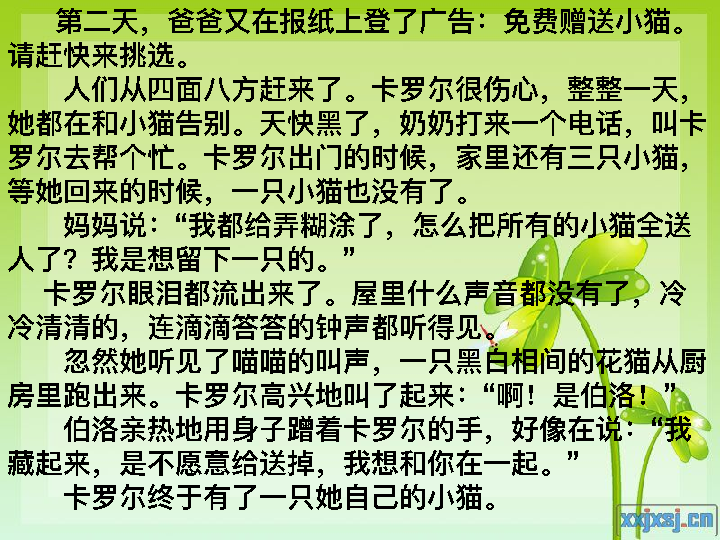 第二天，爸爸又在报纸上登了广告：免费赠送小猫。
请赶快来挑选。
人们从四面八方赶来了。卡罗尔很伤心，整整一天，
她都在和小猫告别。天快黑了，奶奶打来一个电话，叫卡
罗尔去帮个忙。卡罗尔出门的时候，家里还有三只小猫，
等她回来的时候，一只小猫也没有了。
妈妈说：“我都给弄糊涂了，怎么把所有的小猫全送
人了？我是想留下一只的。”
卡罗尔眼泪都流出来了。屋里什么声音都没有了，冷
冷清清的，连滴滴答答的钟声都听得见。
忽然她听见了喵喵的叫声，一只黑白相间的花猫从厨
房里跑出来。卡罗尔高兴地叫了起来：“啊！是伯洛！”
伯洛亲热地用身子蹭着卡罗尔的手，好像在说：“我
藏起来，是不愿意给送掉，我想和你在一起。”
卡罗尔终于有了一只她自己的小猫。
xxjxsj.cn